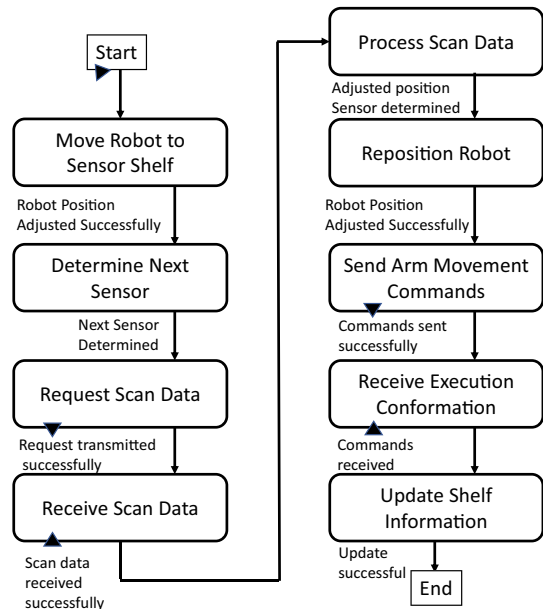 Start
Move Robot to
Sensor Shelf
Robot Position
Adjusted Successfully
Determine Next
Sensor
Next Sensor
Determined
Request Scan Data
Request transmitted
successfully
Receive Scan Data
Scan data
received
successfully
Process Scan Data
Adjusted position
Sensor determined
Reposition Robot
Robot Position
Adjusted Successfully
Send Arm Movement
Commands
Commands sent
successfully
Receive Execution
Conformation
Commands
received
Update Shelf
Information
Update
successful
End